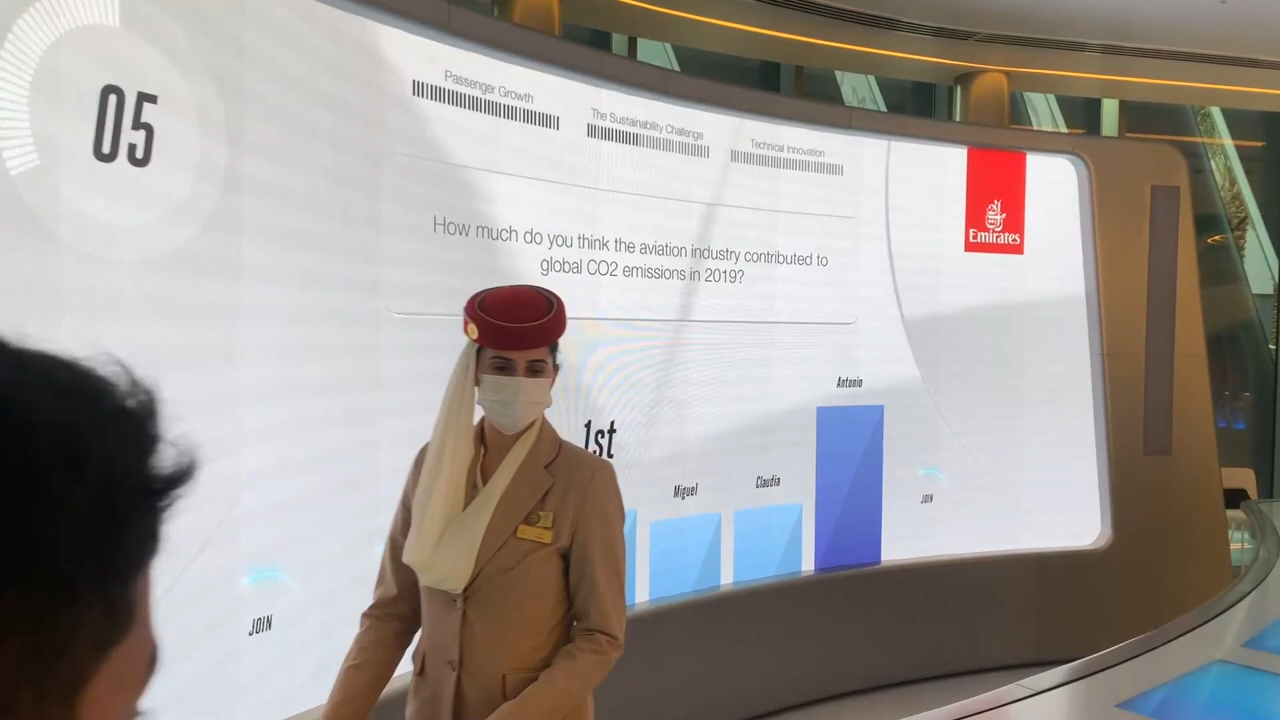 05
Passenger Growth
The Sustainability Challenge
Technical Innovation
Emirates
How much do you think the aviation industry contributed to
global CO2 emissions in 2019?
Antonio
1st
Miguel
Claudia
JOIN
JOIN